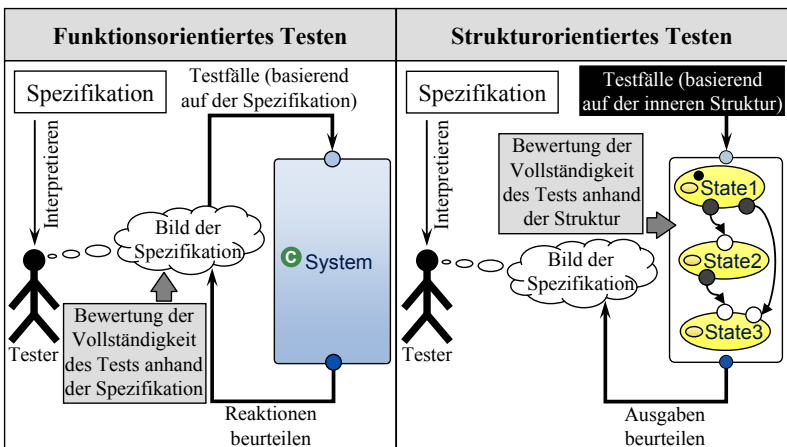 Funktionsorientiertes Testen
Spezifikation
Testfälle (basierend
auf der Spezifikation)
Interpretieren
Bild der
Spezifikation
C System
Tester
Bewertung der
Vollständigkeit
des Tests anhand
der Spezifikation
Reaktionen
beurteilen
Strukturorientiertes Testen
Spezifikation
Testfälle (basierend
auf der inneren Struktur)
Interpretieren
Bewertung der
Vollständigkeit
des Tests anhand
der Struktur
State1
State2
State3
Bild der
Spezifikation
Tester
Ausgaben
beurteilen